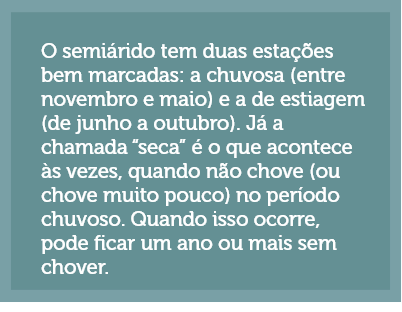 O semiárido tem duas estações
bem marcadas: a chuvosa (entre
novembro e maio) e a de estiagem
(de junho a outubro). Já a
chamada “seca” é o que acontece
às vezes, quando não chove (ou
chove muito pouco) no período
chuvoso. Quando isso ocorre,
pode ficar um ano ou mais sem
chover.